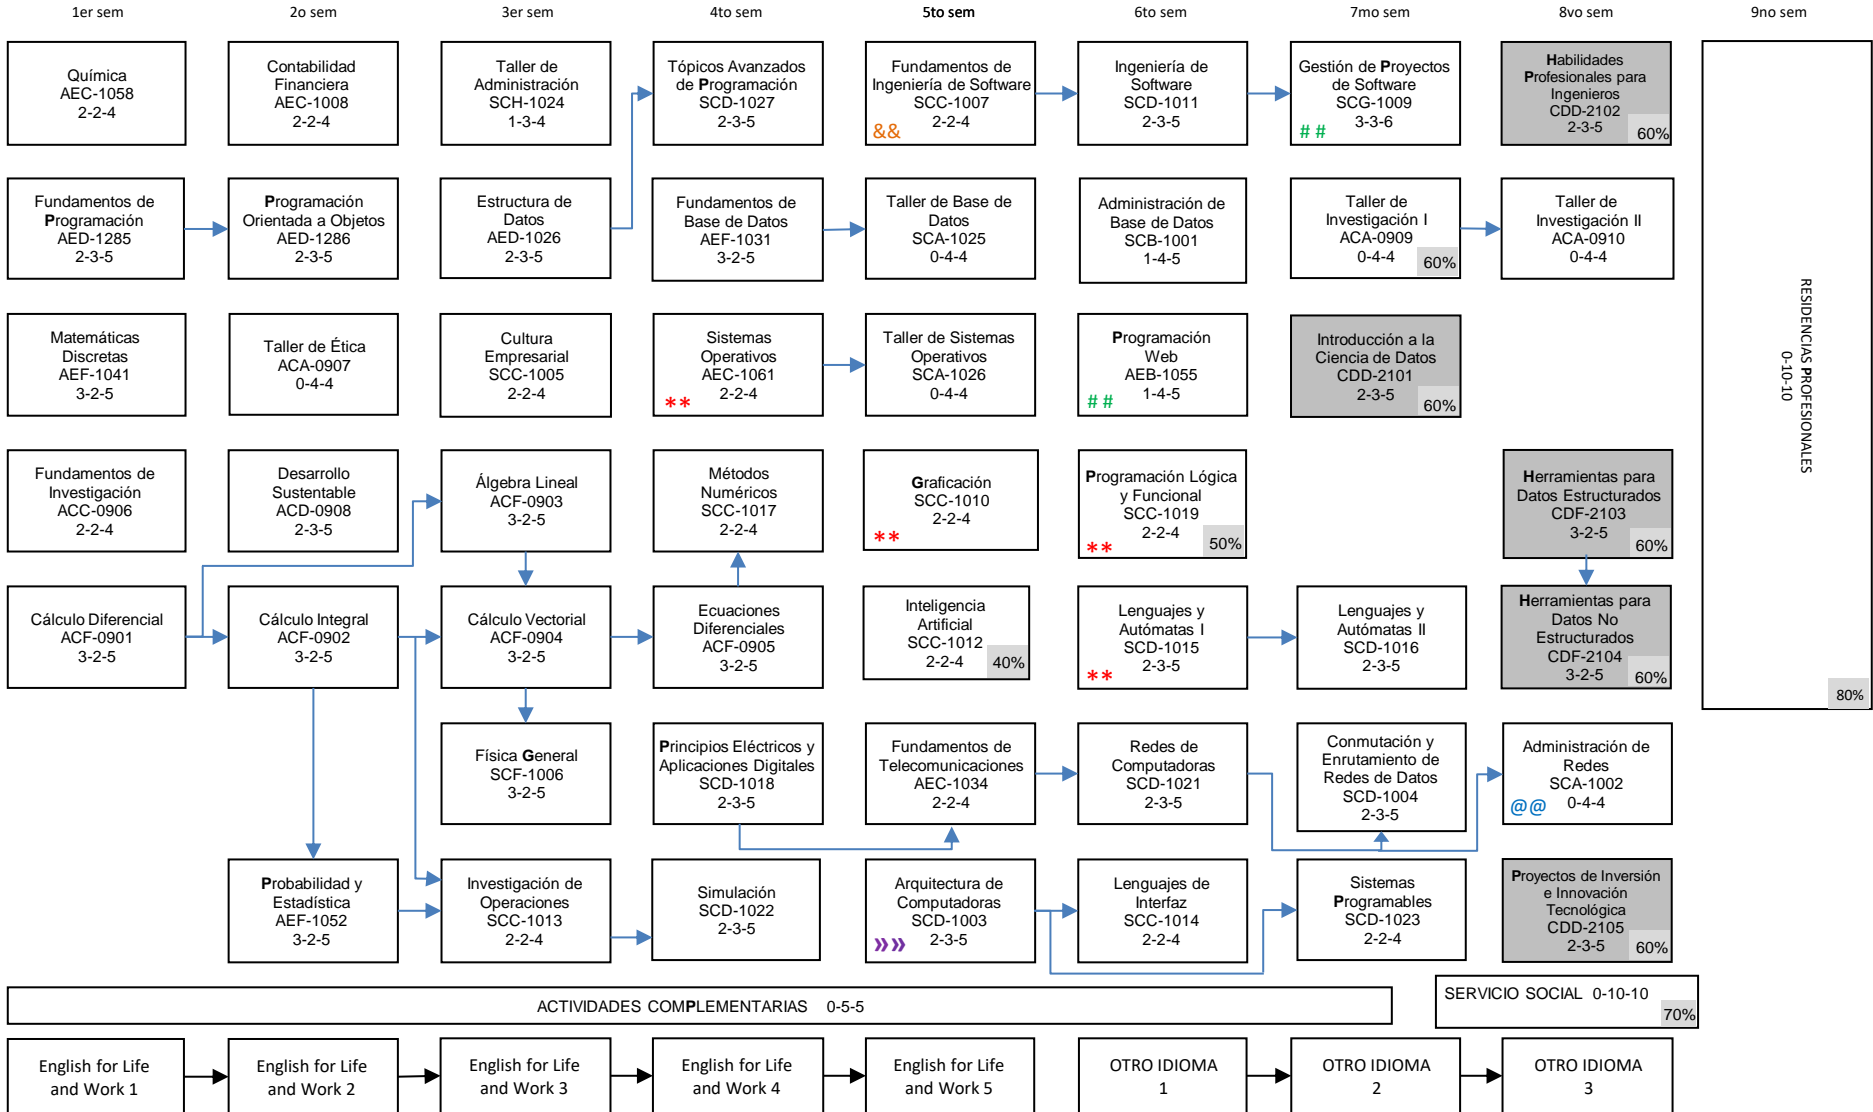 1er sem
2o sem
3er sem
4to sem
5to sem
6to sem
7mo sem
8vo sem
9no sem
Química
AEC-1058
2-2-4
Contabilidad
Financiera
AEC-1008
2-2-4
Taller de
Administración
SCH-1024
1-3-4
Tópicos Avanzados
de Programación
SCD-1027
2-3-5
Fundamentos de
Ingeniería de Software
SCC-1007
2-2-4
&&
Ingeniería de
Software
SCD-1011
2-3-5
Gestión de Proyectos
de Software
SCG-1009
3-3-6
# #
Habilidades
Profesionales para
Ingenieros
CDD-2102
2-3-5
60%
Fundamentos de
Programación
AED-1285
2-3-5
Programación
Orientada a Objetos
AED-1286
2-3-5
Estructura de
Datos
AED-1026
2-3-5
Fundamentos de
Base de Datos
AEF-1031
3-2-5
Taller de Base de
Datos
SCA-1025
0-4-4
Administración de
Base de Datos
SCB-1001
1-4-5
Taller de
Investigación I
ACA-0909
0-4-4
60%
Taller de
Investigación II
ACA-0910
0-4-4
Matemáticas
Discretas
AEF-1041
3-2-5
Taller de Ética
ACA-0907
0-4-4
Cultura
Empresarial
SCC-1005
2-2-4
Sistemas
Operativos
AEC-1061
2-2-4
**
Taller de Sistemas
Operativos
SCA-1026
0-4-4
Programación
Web
AEB-1055
1-4-5
# #
Introducción a la
Ciencia de Datos
CDD-2101
2-3-5
60%
RESIDENCIAS PROFESIONALES
0-10-10
80%
Fundamentos de
Investigación
ACC-0906
2-2-4
Desarrollo
Sustentable
ACD-0908
2-3-5
Álgebra Lineal
ACF-0903
3-2-5
Métodos
Numéricos
SCC-1017
2-2-4
Graficación
SCC-1010
2-2-4
**
Programación Lógica
y Funcional
SCC-1019
2-2-4
**
50%
Herramientas para
Datos Estructurados
CDF-2103
3-2-5
60%
Cálculo Diferencial
ACF-0901
3-2-5
Cálculo Integral
ACF-0902
3-2-5
Cálculo Vectorial
ACF-0904
3-2-5
Ecuaciones
Diferenciales
ACF-0905
3-2-5
Inteligencia
Artificial
SCC-1012
2-2-4
40%
Lenguajes y
Autómatas I
SCD-1015
2-3-5
**
Lenguajes y
Autómatas II
SCD-1016
2-3-5
Herramientas para
Datos No
Estructurados
CDF-2104
3-2-5
60%
Física General
SCF-1006
3-2-5
Principios Eléctricos y
Aplicaciones Digitales
SCD-1018
2-3-5
Fundamentos de
Telecomunicaciones
AEC-1034
2-2-4
Redes de
Computadoras
SCD-1021
2-3-5
Conmutación y
Enrutamiento de
Redes de Datos
SCD-1004
2-3-5
Administración de
Redes
SCA-1002
0-4-4
@@
Probabilidad y
Estadística
AEF-1052
3-2-5
Investigación de
Operaciones
SCC-1013
2-2-4
Simulación
SCD-1022
2-3-5
Arquitectura de
Computadoras
SCD-1003
2-3-5
»»
Lenguajes de
Interfaz
SCC-1014
2-2-4
Sistemas
Programables
SCD-1023
2-2-4
Proyectos de Inversión
e Innovación
Tecnológica
CDD-2105
2-3-5
60%
ACTIVIDADES COMPLEMENTARIAS 0-5-5
SERVICIO SOCIAL 0-10-10
70%
English for Life
and Work 1
English for Life
and Work 2
English for Life
and Work 3
English for Life
and Work 4
English for Life
and Work 5
OTRO IDIOMA
1
OTRO IDIOMA
2
OTRO IDIOMA
3